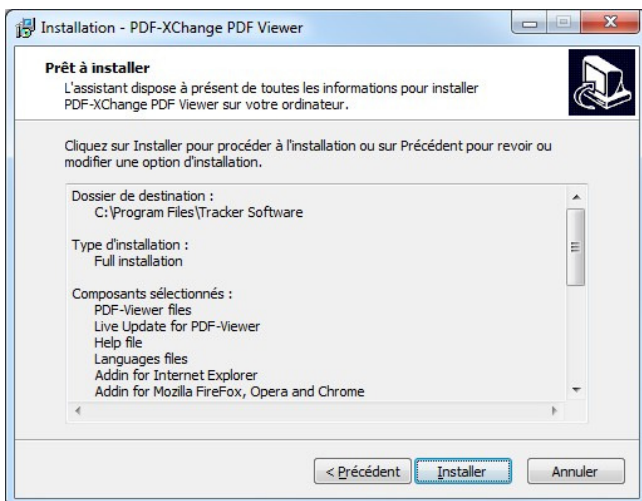 Installation - PDF-XChange PDF Viewer
Prêt à installer
L'assistant dispose à présent de toutes les informations pour installer
PDF-XChange PDF Viewer sur votre ordinateur.
Cliquez sur Installer pour procéder à l'installation ou sur Précédent pour revoir ou
modifier une option d'installation.
Dossier de destination :
C:\Program Files\Tracker Software
Type d'installation :
Full installation
Composants sélectionnés :
PDF-Viewer files
Live Update for PDF-Viewer
Help file
Languages files
Addin for Internet Explorer
Addin for Mozilla FireFox, Opera and Chrome
< Précédent
Installer
Annuler